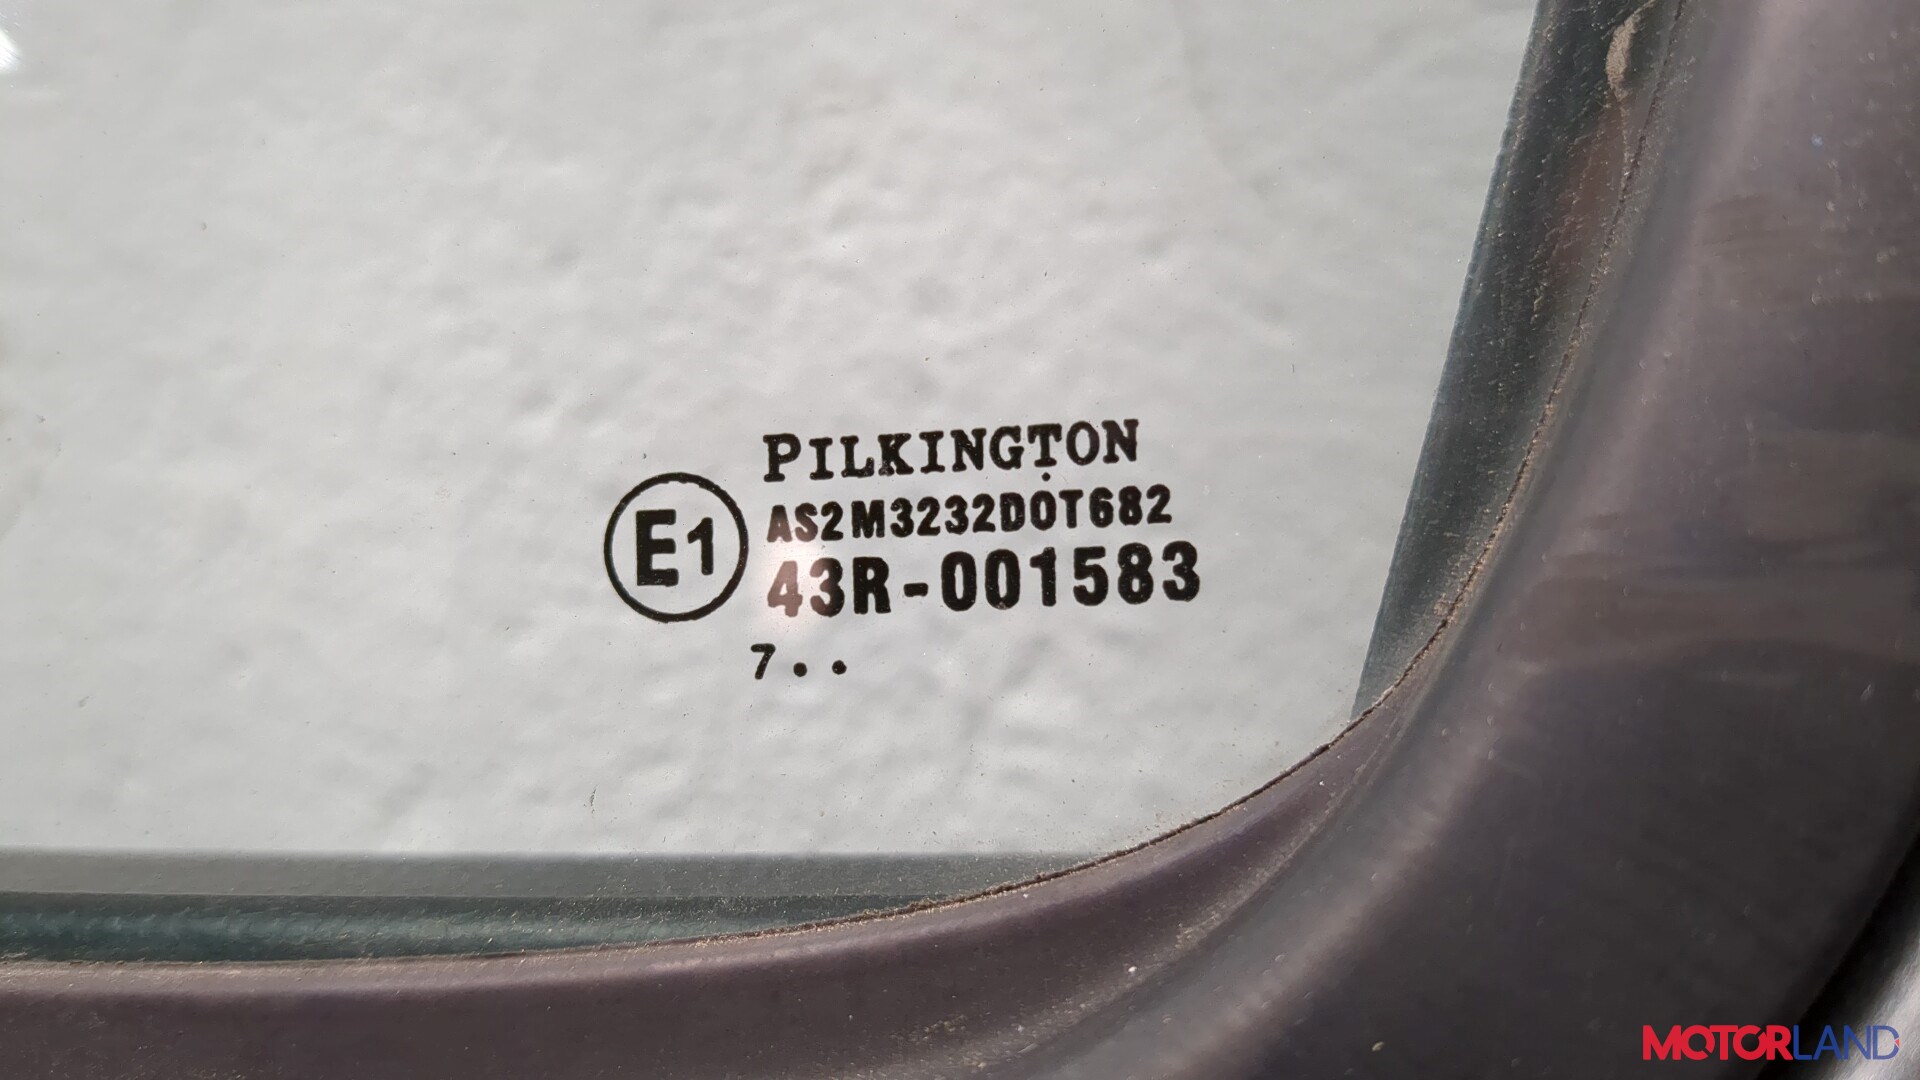 PILKINGTON
E1
AS2M3232DOT682
43R-001583
7..
MOTORLAND